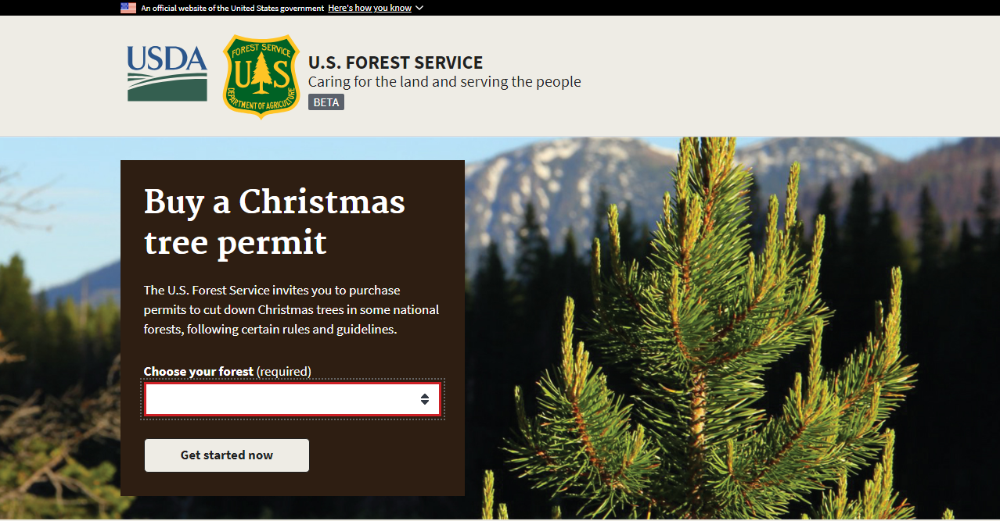 An official website of the United States government Here's how you know
USDA
FOREST SERVICE
U S
DEPARTMENT OF AGRICULTURE
U.S. FOREST SERVICE
Caring for the land and serving the people
BETA
Buy a Christmas
tree permit
The U.S. Forest Service invites you to purchase
permits to cut down Christmas trees in some national
forests, following certain rules and guidelines.
Choose your forest (required)
Get started now